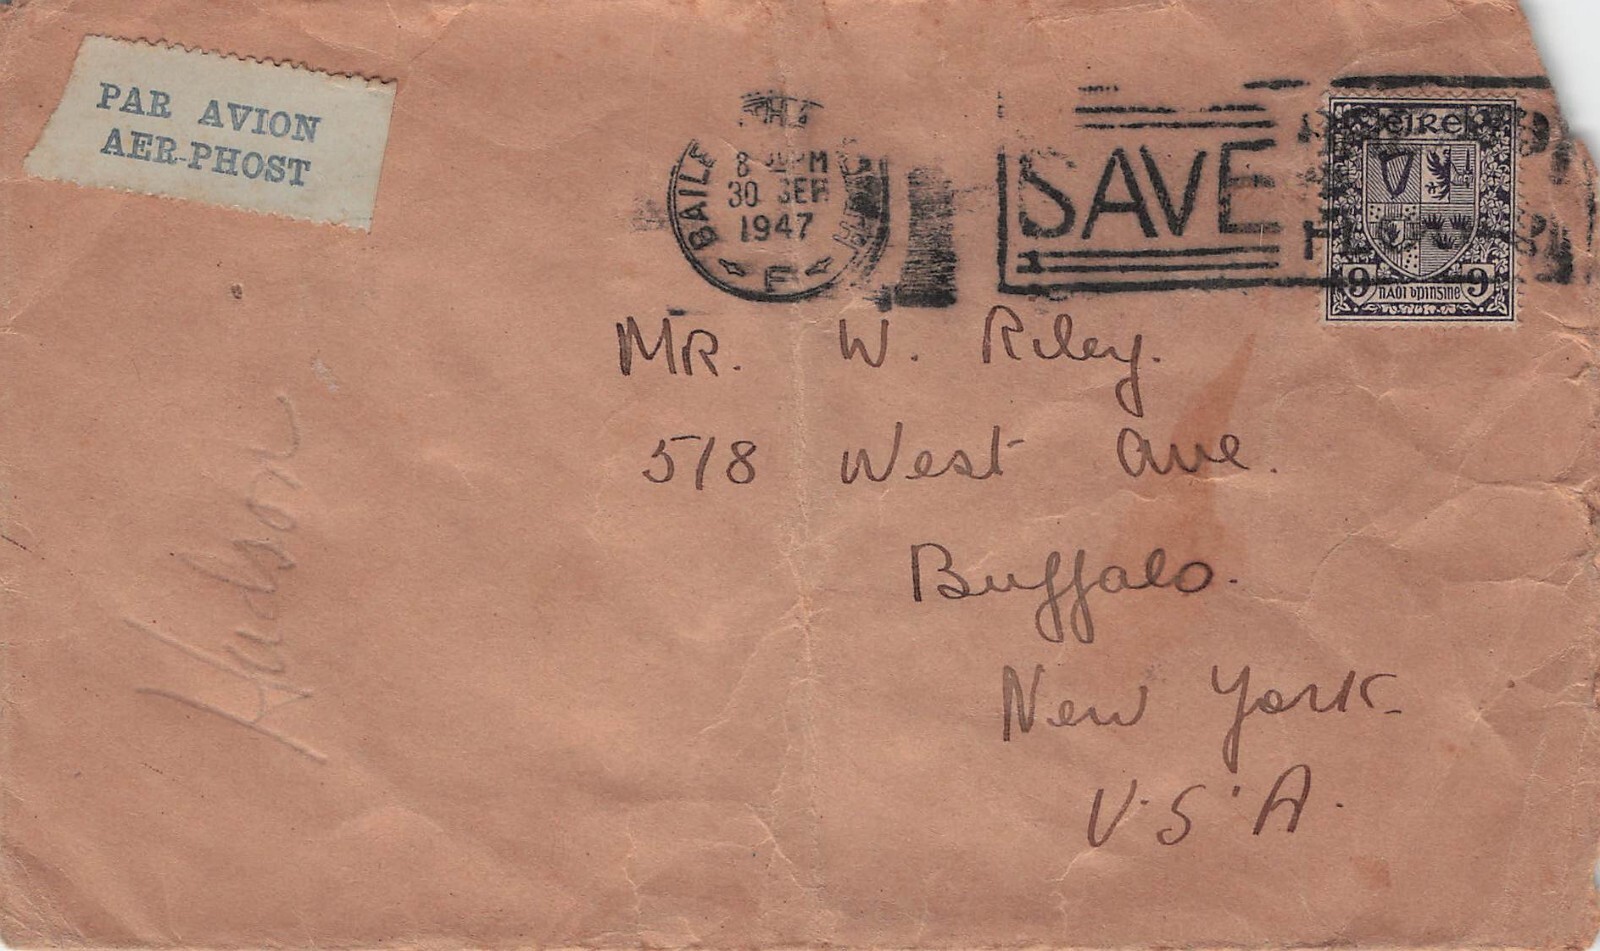 PAR AVION
AER-PHOST
BAILE
8
PM
30 SEP
1947
F
SAVE
EIRE
9 9
naoi bpinsine
MR. W. Riley.
518 West Ave.
Buffalo.
New York.
U.S.A.
Hudson